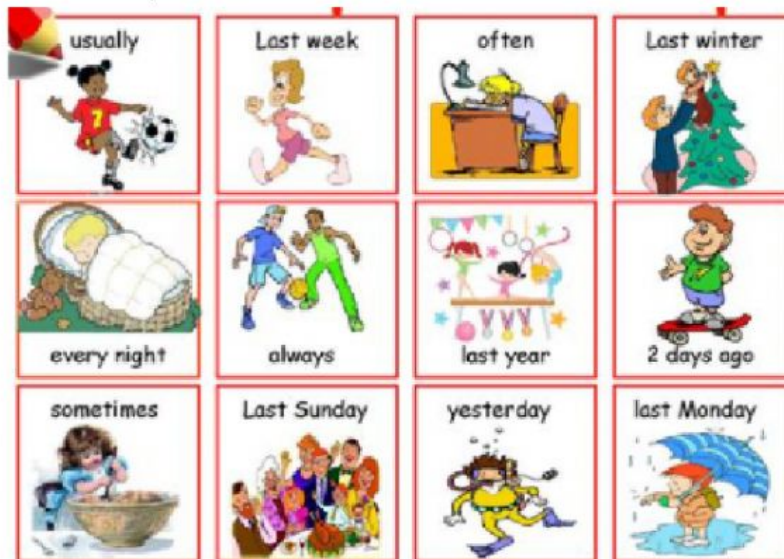 usually
Last week
often
Last winter
7
every night
always
last year
2 days ago
sometimes
Last Sunday
yesterday
last Monday